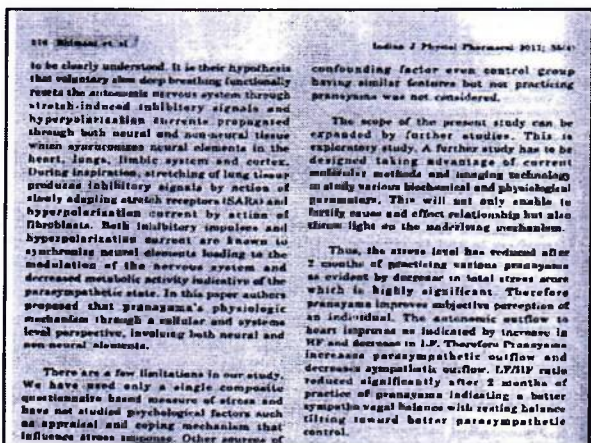 Bhimani et al
Indian J Physiol Pharmacol 2011; 55(4)
to be clearly understood. It is their hypothesis
that voluntary slow deep breathing functionally
resets the autonomic nervous system through
stretch-induced inhibitory signals and
hyperpolarization currents propagated
through both neural and non-neural tissue
which synchronizes neural elements in the
heart, lungs, limbic system and cortex.
During inspiration, stretching of lung tissue
produces inhibitory signals by action of
slowly adapting stretch receptors (SARs) and
hyperpolarization current by action of
fibroblasts. Both inhibitory impulses and
hyperpolarization current are known to
synchronize neural elements leading to the
modulation of the nervous system and
decreased metabolic activity indicative of the
parasympathetic state. In this paper authors
proposed that pranayama's physiologic
mechanism through a cellular and systems
level perspective, involving both neural and
non-neural elements.
There are a few limitations in our study.
We have used only a single composite
questionnaire based measure of stress and
have not studied psychological factors such
as appraisal and coping mechanism that
influence stress response. Other sources of
confounding factor even control group
having similar features but not practicing
pranayama was not considered.
The scope of the present study can be
expanded by further studies. This is
exploratory study. A further study has to be
designed taking advantage of current
molecular methods and imaging technology
to study various biochemical and physiological
parameters. This will not only enable to
fortify cause and effect relationship but also
throw light on the underlying mechanism.
Thus, the stress level has reduced after
2 months of practicing various pranayama
as evident by decrease in total stress score
which is highly significant. Therefore
pranayama improves subjective perception of
an individual. The autonomic outflow to
heart improves as indicated by increase in
HF and decrease in LF. Therefore Pranayama
increases parasympathetic outflow and
decreases sympathetic outflow. LF/HF ratio
reduced significantly after 2 months of
practice of pranayama indicating a better
sympatho vagal balance with resting balance
tilting toward better parasympathetic
control.